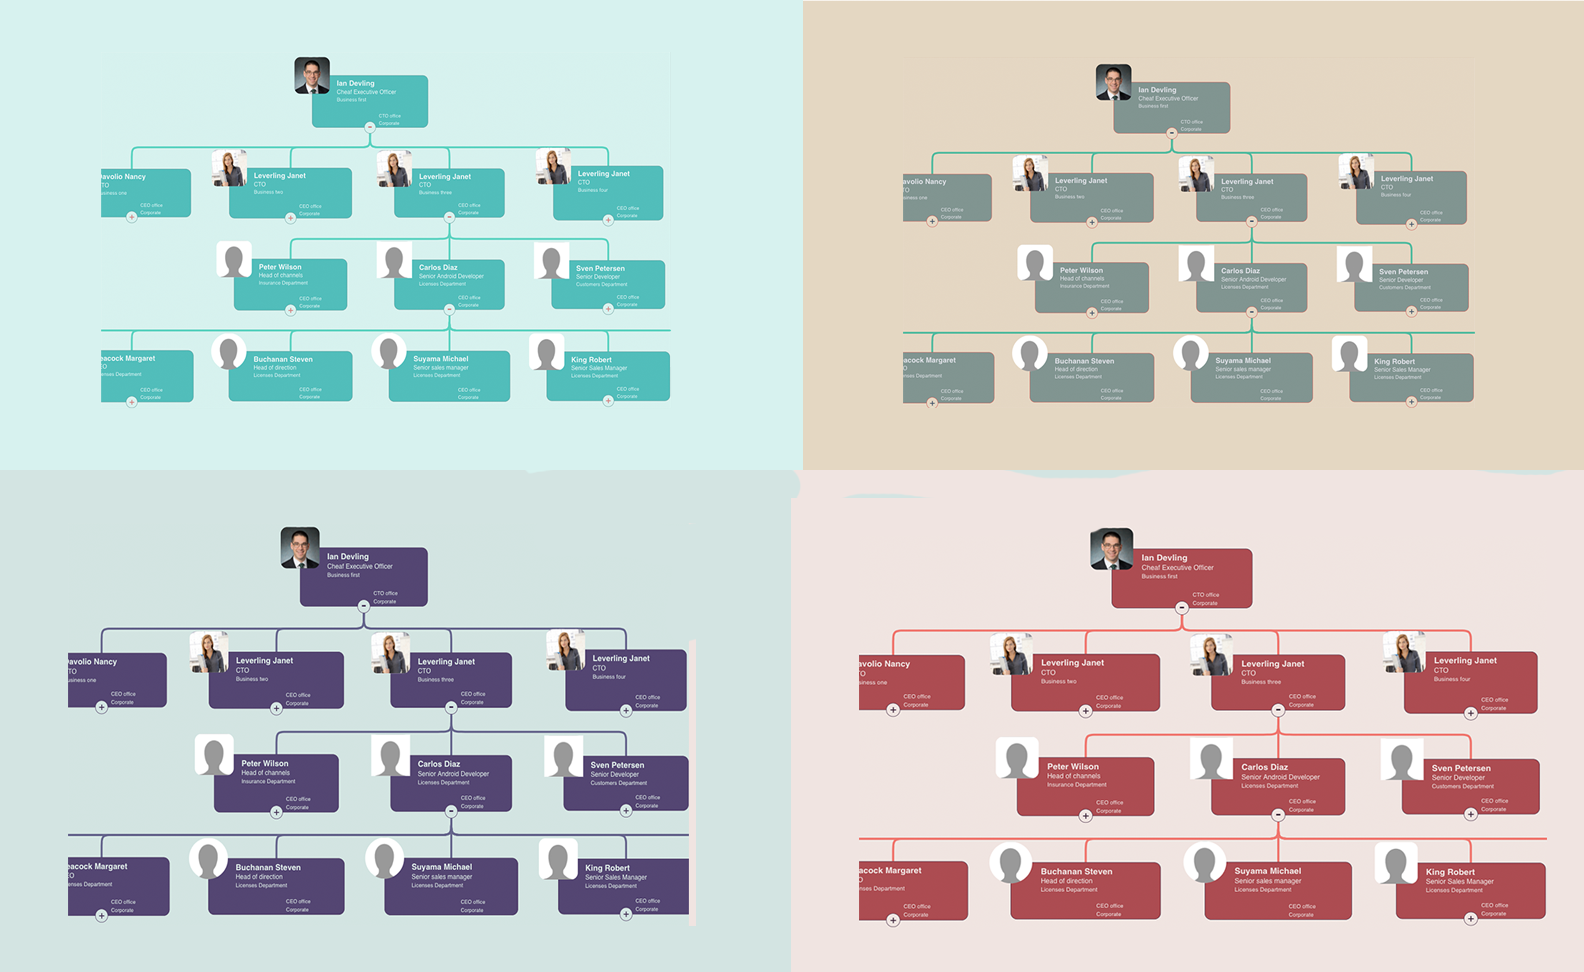 Ian Devling
Cheaf Executive Officer
Business first
CTO office
Corporate
avolio Nancy
TO
usiness one
CEO office
Corporate
Leverling Janet
CTO
Business two
CEO office
Corporate
Leverling Janet
CTO
Business three
CEO office
Corporate
Leverling Janet
CTO
Business four
CEO office
Corporate
Peter Wilson
Head of channels
Insurance Department
CEO office
Corporate
Carlos Diaz
Senior Android Developer
Licenses Department
CEO office
Corporate
Sven Petersen
Senior Developer
Customers Department
CEO office
Corporate
eacock Margaret
O
enses Department
CEO office
Corporate
Buchanan Steven
Head of direction
Licenses Department
CEO office
Corporate
Suyama Michael
Senior sales manager
Licenses Department
CEO office
Corporate
King Robert
Senior Sales Manager
Licenses Department
CEO office
Corporate
Ian Devling
Cheaf Executive Officer
Business first
CTO office
Corporate
avolio Nancy
TO
siness one
CEO office
Corporate
Leverling Janet
CTO
Business two
CEO office
Corporate
Leverling Janet
CTO
Business three
CEO office
Corporate
Leverling Janet
CTO
Business four
CEO office
Corporate
Peter Wilson
Head of channels
Insurance Department
CEO office
Corporate
Carlos Diaz
Senior Android Developer
Licenses Department
CEO office
Corporate
Sven Petersen
Senior Developer
Customers Department
CEO office
Corporate
eacock Margaret
O
enses Department
CEO office
Corporate
Buchanan Steven
Head of direction
Licenses Department
CEO office
Corporate
Suyama Michael
Senior sales manager
Licenses Department
CEO office
Corporate
King Robert
Senior Sales Manager
Licenses Department
CEO office
Corporate
Ian Devling
Cheaf Executive Officer
Business first
CTO office
Corporate
avolio Nancy
TO
usiness one
CEO office
Corporate
Leverling Janet
CTO
Business two
CEO office
Corporate
Leverling Janet
CTO
Business three
CEO office
Corporate
Leverling Janet
CTO
Business four
CEO office
Corporate
Peter Wilson
Head of channels
Insurance Department
CEO office
Corporate
Carlos Diaz
Senior Android Developer
Licenses Department
CEO office
Corporate
Sven Petersen
Senior Developer
Customers Department
CEO office
Corporate
eacock Margaret
EO
enses Department
CEO office
Corporate
Buchanan Steven
Head of direction
Licenses Department
CEO office
Corporate
Suyama Michael
Senior sales manager
Licenses Department
CEO office
Corporate
King Robert
Senior Sales Manager
Licenses Department
CEO office
Corporate
Ian Devling
Cheaf Executive Officer
Business first
CTO office
Corporate
avolio Nancy
TO
siness one
CEO office
Corporate
Leverling Janet
CTO
Business two
CEO office
Corporate
Leverling Janet
CTO
Business three
CEO office
Corporate
Leverling Janet
CTO
Business four
CEO office
Corporate
Peter Wilson
Head of channels
Insurance Department
CEO office
Corporate
Carlos Diaz
Senior Android Developer
Licenses Department
CEO office
Corporate
Sven Petersen
Senior Developer
Customers Department
CEO office
Corporate
eacock Margaret
O
enses Department
CEO office
Corporate
Buchanan Steven
Head of direction
Licenses Department
CEO office
Corporate
Suyama Michael
Senior sales manager
Licenses Department
CEO office
Corporate
King Robert
Senior Sales Manager
Licenses Department
CEO office
Corporate